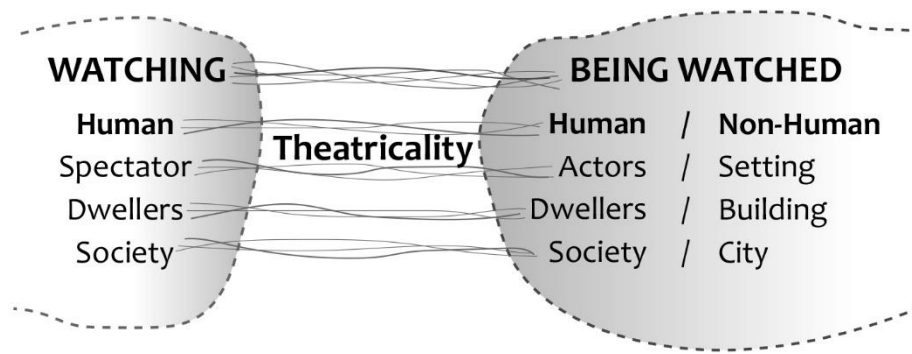 WATCHING BEING WATCHED
Human Human / Non-Human
Theatricality
Spectator Actors / Setting
Dwellers Dwellers / Building
Society Society / City